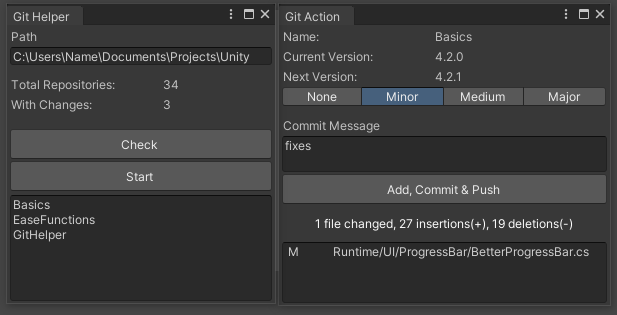 Git Helper
Path
C:\Users\Name\Documents\Projects\Unity
Total Repositories: 34
With Changes: 3
Check
Start
Basics
EaseFunctions
GitHelper
Git Action
Name: Basics
Current Version: 4.2.0
Next Version: 4.2.1
None Minor Medium Major
Commit Message
fixes
Add, Commit & Push
1 file changed, 27 insertions(+), 19 deletions(-)
M Runtime/UI/ProgressBar/BetterProgressBar.cs